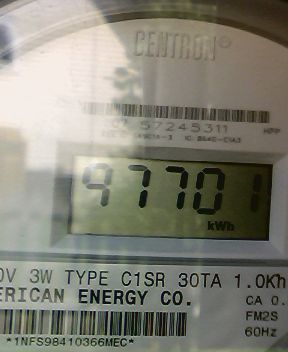 CENTRON®
57245311
97701
kWh
0V 3W TYPE C1SR 30TA 1.0Kh
ERICAN ENERGY CO.
CA 0.
FM2S
60Hz
*1NFS98410366MEC*